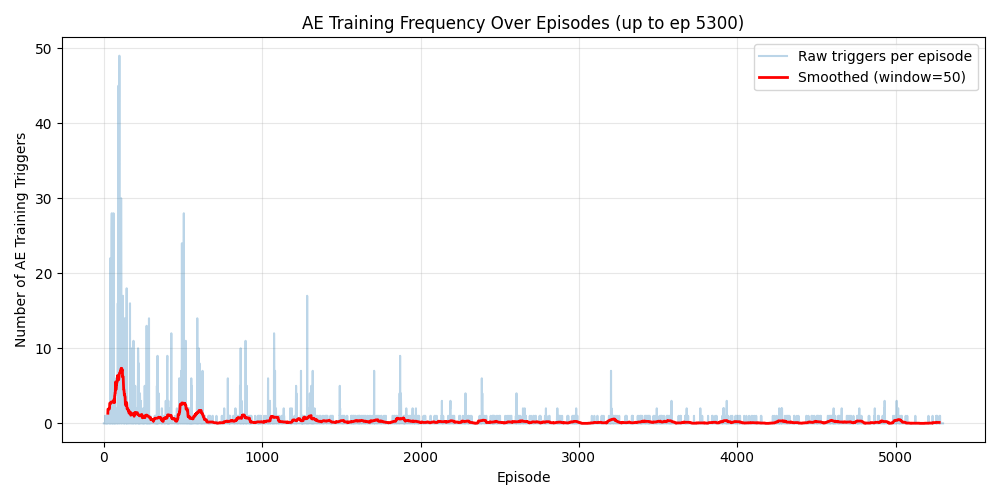 AE Training Frequency Over Episodes (up to ep 5300)
Raw triggers per episode
Smoothed (window=50)
Number of AE Training Triggers
50
40
30
20
10
0
0 1000 2000 3000 4000 5000
Episode